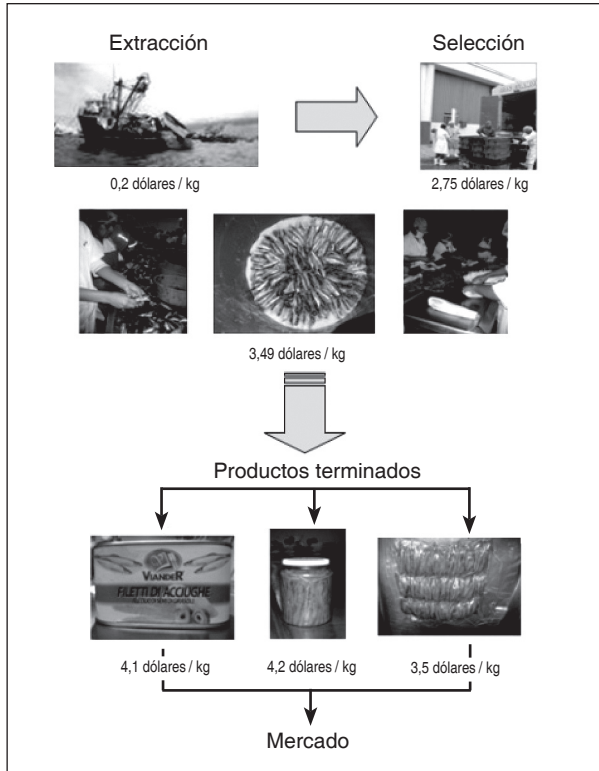 Extracción
Selección
0,2 dólares / kg
2,75 dólares / kg
3,49 dólares / kg
Productos terminados
VIANDER
FILETTI DI ACCIUGHE
4,1 dólares / kg
4,2 dólares / kg
3,5 dólares / kg
Mercado